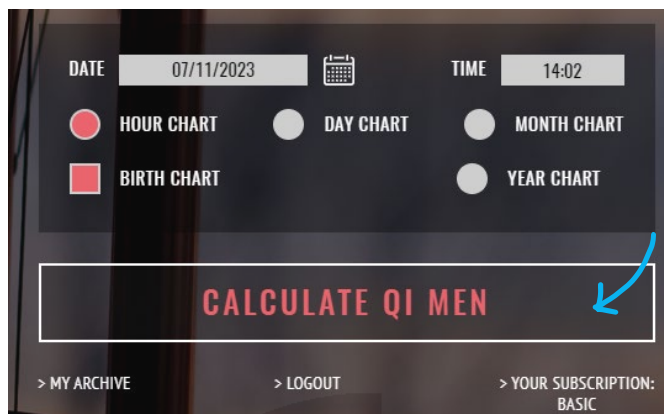 DATE 07/11/2023 TIME 14:02
HOUR CHART DAY CHART MONTH CHART
BIRTH CHART YEAR CHART
CALCULATE QI MEN
> MY ARCHIVE > LOGOUT > YOUR SUBSCRIPTION:
BASIC